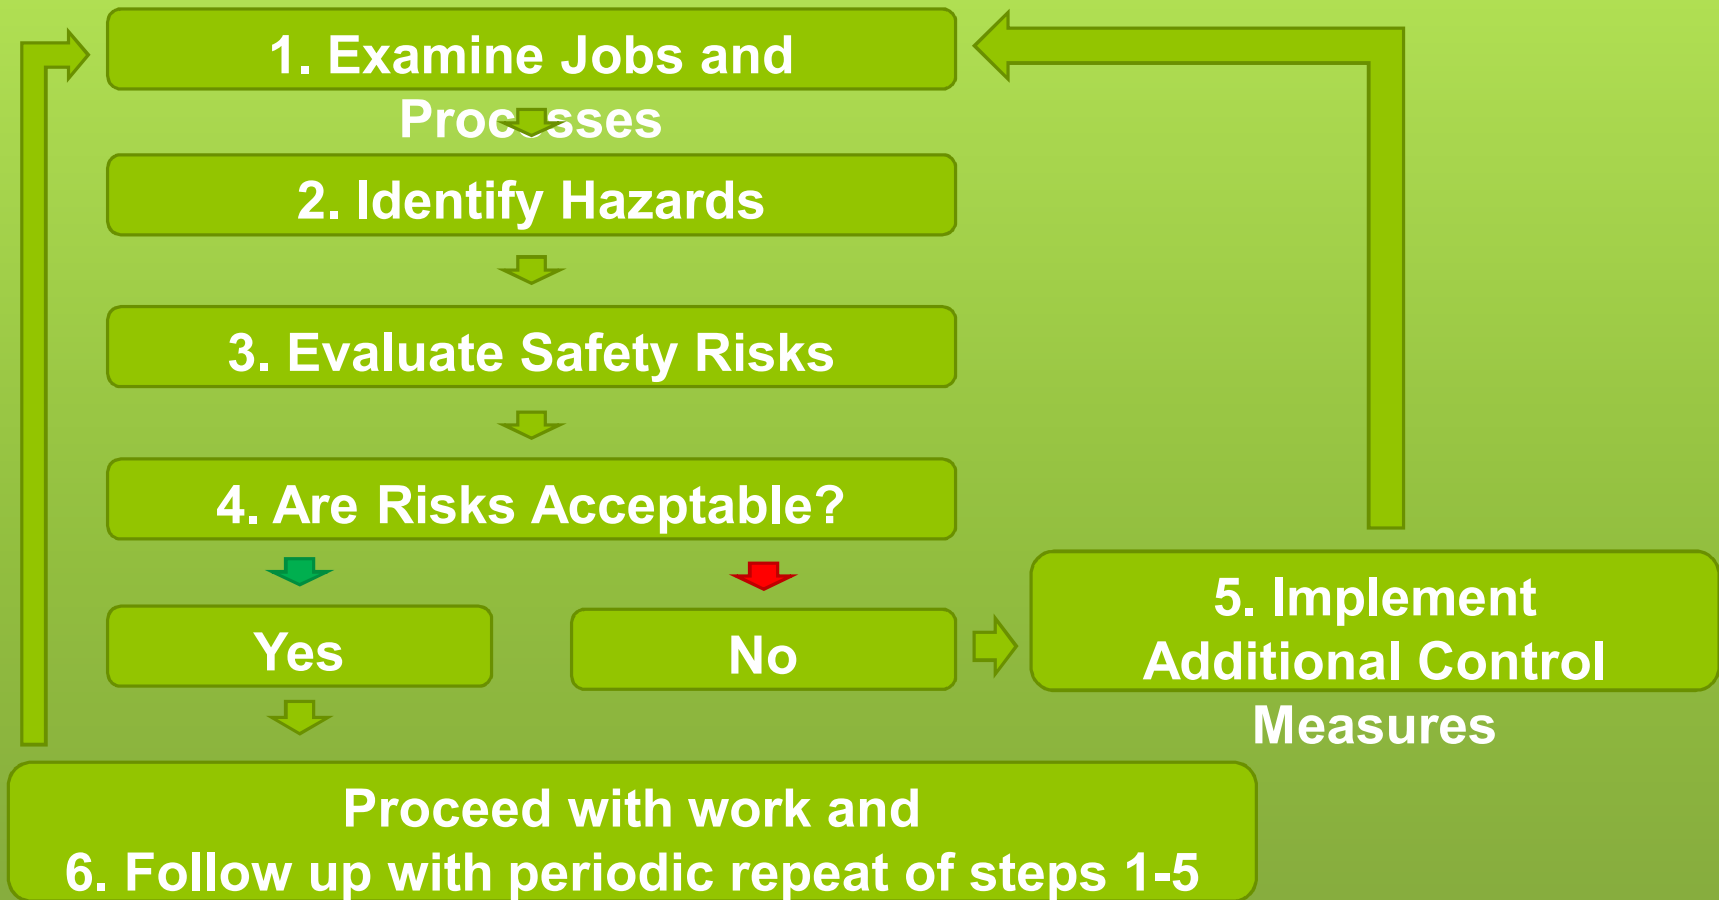 1. Examine Jobs and
Processes
2. Identify Hazards
3. Evaluate Safety Risks
4. Are Risks Acceptable?
Yes
No
5. Implement
Additional Control
Measures
Proceed with work and
6. Follow up with periodic repeat of steps 1-5